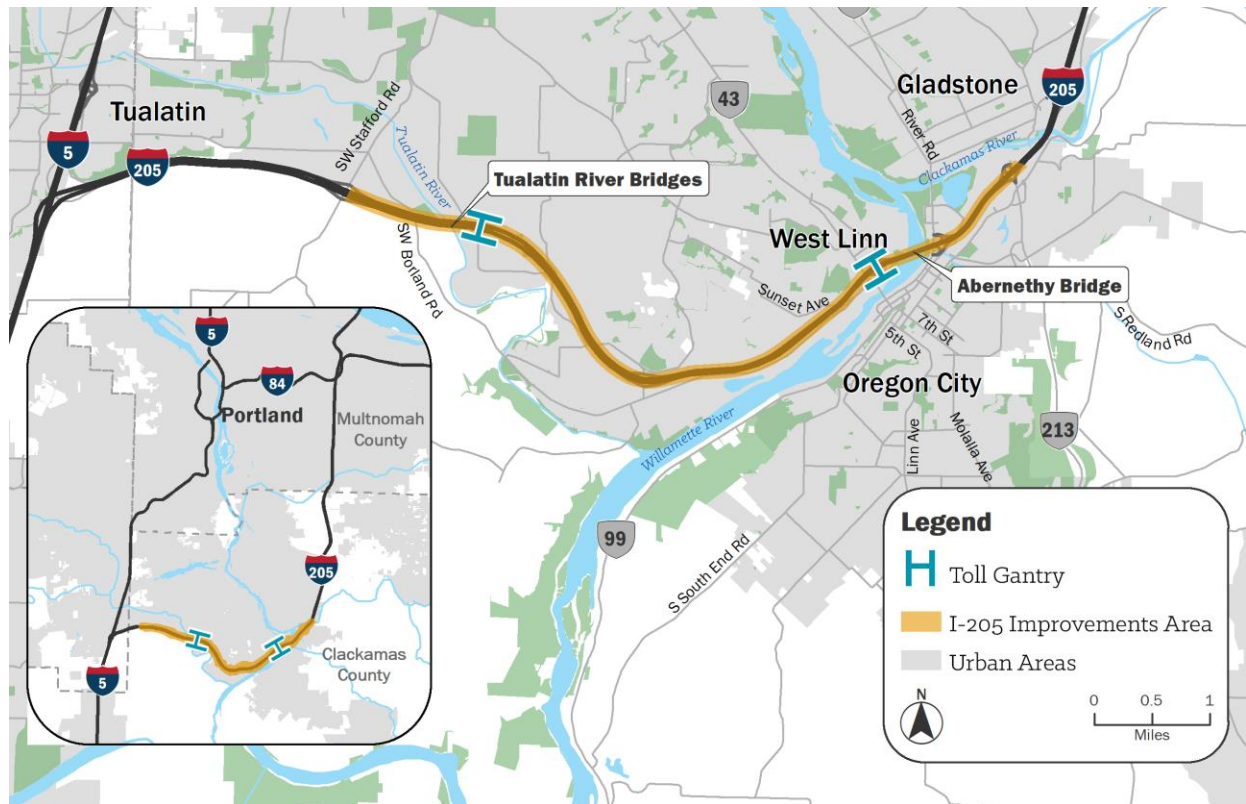 Tualatin
5
205
SW Stafford Rd
Tualatin River
Tualatin River Bridges
SW Borland Rd
43
Gladstone
205
River Rd
Clackamas River
West Linn
Sunset Ave
Abernethy Bridge
7th St
5th St
S Redland Rd
Oregon City
Willamette River
Linn Ave
Molalla Ave
213
99
S South End Rd
5
84
Portland
Multnomah
County
205
Clackamas
County
5
Legend
Toll Gantry
I-205 Improvements Area
Urban Areas
N
0 0.5 1
Miles